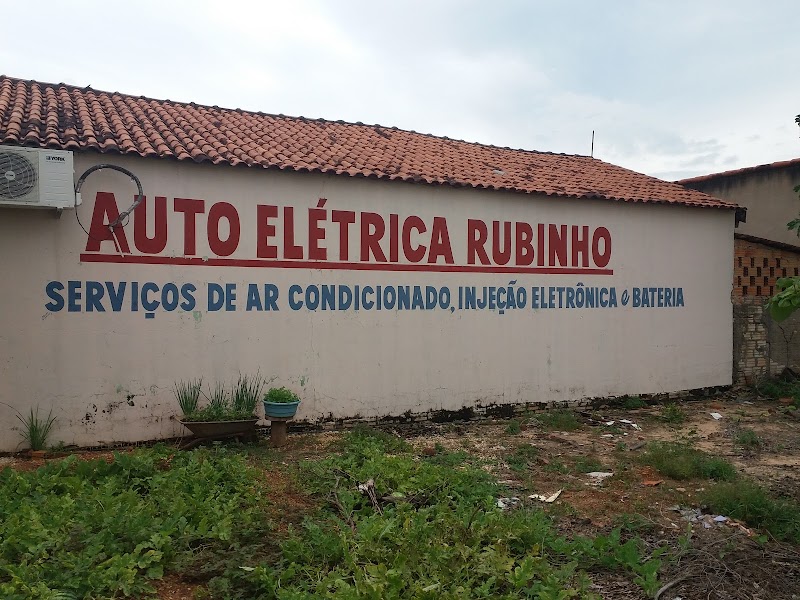 YORK
AUTO ELÉTRICA RUBINHO
SERVIÇOS DE AR CONDICIONADO, INJEÇÃO ELETRÔNICA e BATERIA